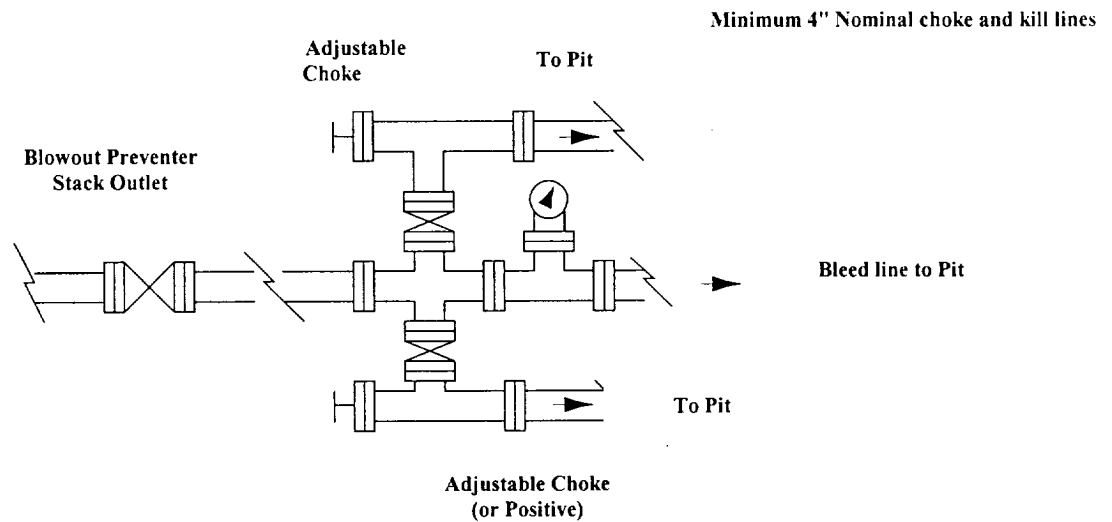 Minimum 4" Nominal choke and kill lines
Adjustable
Choke
To Pit
Blowout Preventer
Stack Outlet
Bleed line to Pit
To Pit
Adjustable Choke
(or Positive)